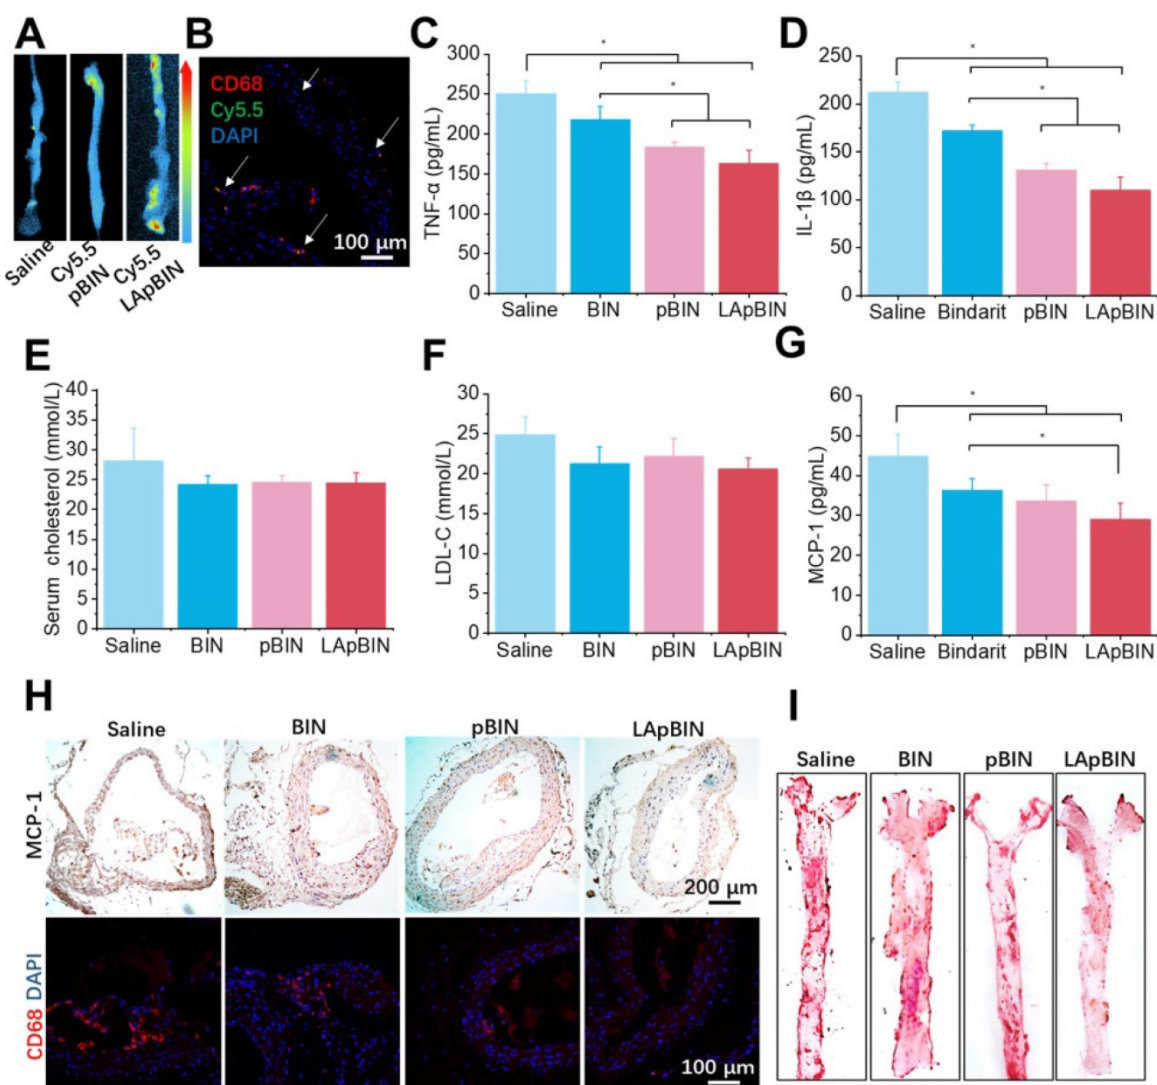 A
Saline
Cy5.5
pBIN
Cy5.5
LApBIN
B
CD68
Cy5.5
DAPI
100 μm
C
TNF-α (pg/mL)
300
250
200
150
100
50
0
*
*
Saline BIN pBIN LApBIN
D
IL-1β (pg/mL)
250
200
150
100
50
0
*
*
Saline Bindarit pBIN LApBIN
E
Serum cholesterol (mmol/L)
40
35
30
25
20
15
10
5
0
Saline BIN pBIN LApBIN
F
LDL-C (mmol/L)
30
25
20
15
10
5
0
Saline BIN pBIN LApBIN
G
MCP-1 (pg/mL)
60
50
40
30
20
10
0
*
*
Saline Bindarit pBIN LApBIN
H
Saline BIN pBIN LApBIN
MCP-1
200 μm
CD68 DAPI
100 μm
I
Saline BIN pBIN LApBIN